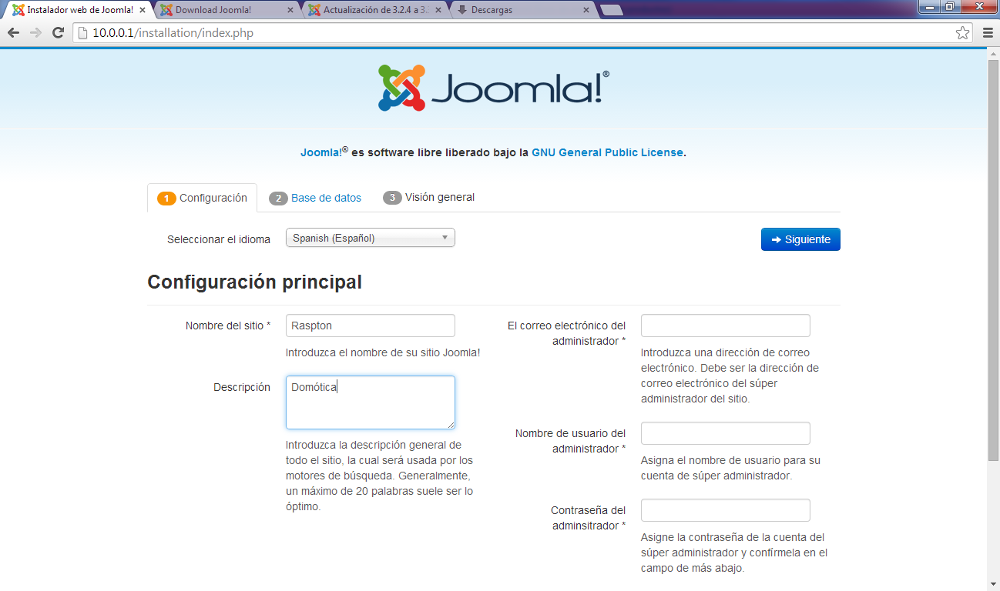 Instalador web de Joomla!
Download Joomla!
Actualización de 3.2.4 a 3.
Descargas
10.0.0.1/installation/index.php
Joomla!®
Joomla!® es software libre liberado bajo la GNU General Public License.
1 Configuración
2 Base de datos
3 Visión general
Seleccionar el idioma
Spanish (Español)
Siguiente
Configuración principal
Nombre del sitio *
Raspton
Introduzca el nombre de su sitio Joomla!
Descripción
Domótica
Introduzca la descripción general de
todo el sitio, la cual será usada por los
motores de búsqueda. Generalmente,
un máximo de 20 palabras suele ser lo
óptimo.
El correo electrónico del
administrador *
Introduzca una dirección de correo
electrónico. Debe ser la dirección de
correo electrónico del súper
administrador del sitio.
Nombre de usuario del
administrador *
Asigna el nombre de usuario para su
cuenta de súper administrador.
Contraseña del
adminsitrador *
Asigne la contraseña de la cuenta del
súper administrador y confírmela en el
campo de más abajo.